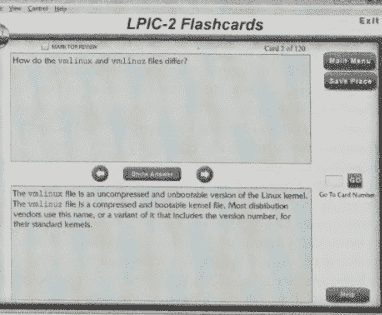 View Control Help
LPIC-2 Flashcards
Exit
MARK FOR REVIEW
Card 2 of 120
How do the vmlinux and vmlinuz files differ?
Main Menu
Save Place
GO
Go To Card Number
The vmlinux file is an uncompressed and unbootable version of the Linux kernel.
The vmlinuz file is a compressed and bootable kernel file. Most distribution
vendors use this name, or a variant of it that includes the version number, for
their standard kernels.